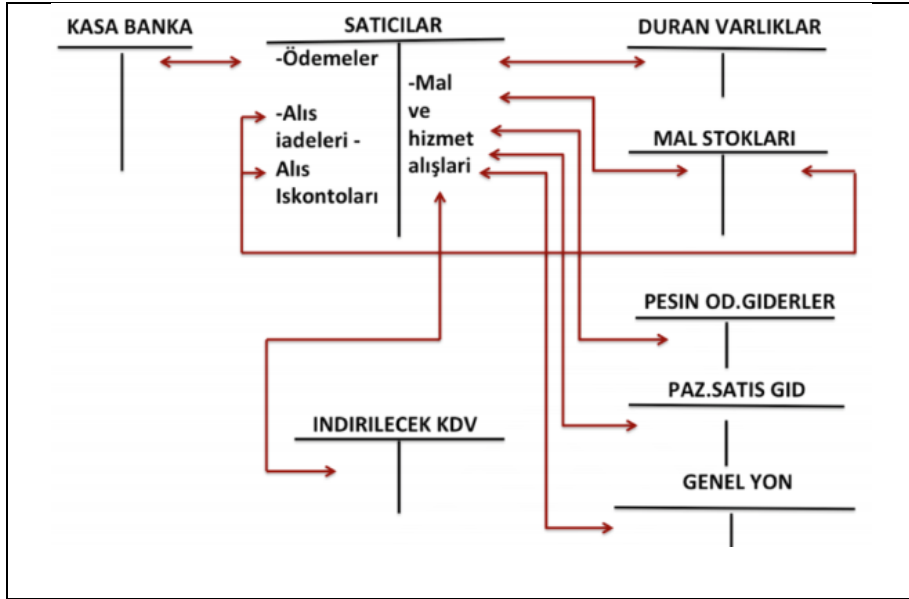 KASA BANKA
SATICILAR
DURAN VARLIKLAR
-Ödemeler
-Alıs
iadeleri -
Alıs
Iskontoları
-Mal
ve
hizmet
alışlari
MAL STOKLARI
PESIN OD.GIDERLER
PAZ.SATIS GID
INDIRILECEK KDV
GENEL YON